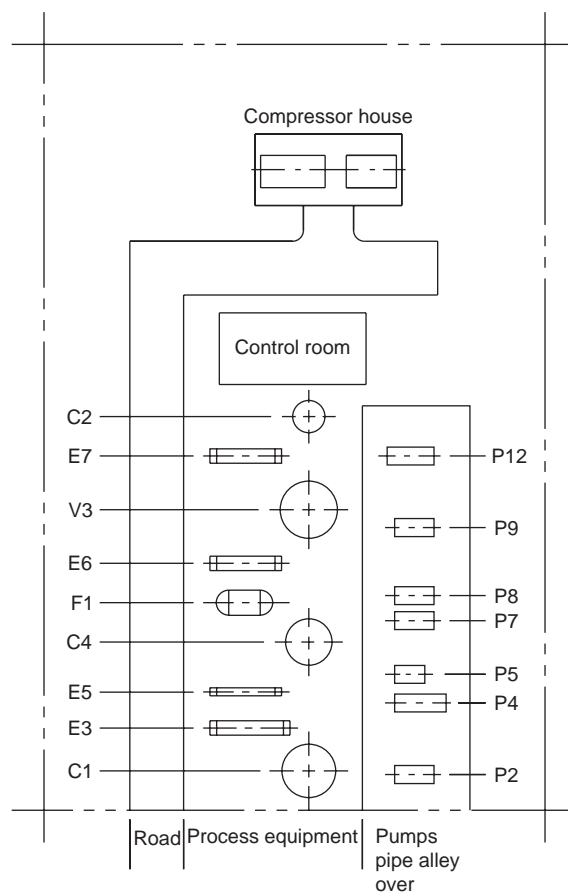 Compressor house
Control room
C2
E7
P12
V3
P9
E6
F1
P8
P7
C4
P5
E5
P4
E3
C1
P2
Road
Process equipment
Pumps
pipe alley
over